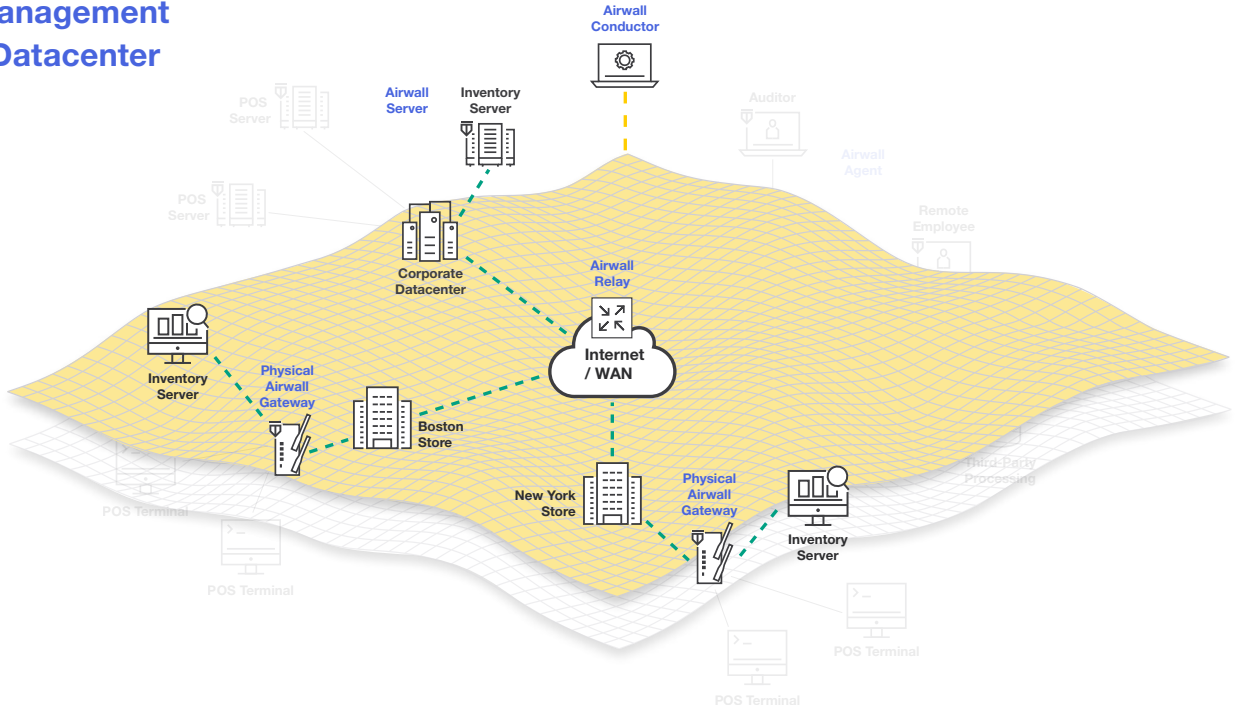 anagement
Datacenter
Airwall
Conductor
POS
Server
Airwall
Server
Inventory
Server
Auditor
Airwall
Agent
POS
Server
Remote
Employee
Corporate
Datacenter
Airwall
Relay
Internet
/ WAN
Inventory
Server
Physical
Airwall
Gateway
Boston
Store
New York
Store
Physical
Airwall
Gateway
Inventory
Server
Third-Party
Processing
POS Terminal
POS Terminal
POS Terminal
POS Terminal